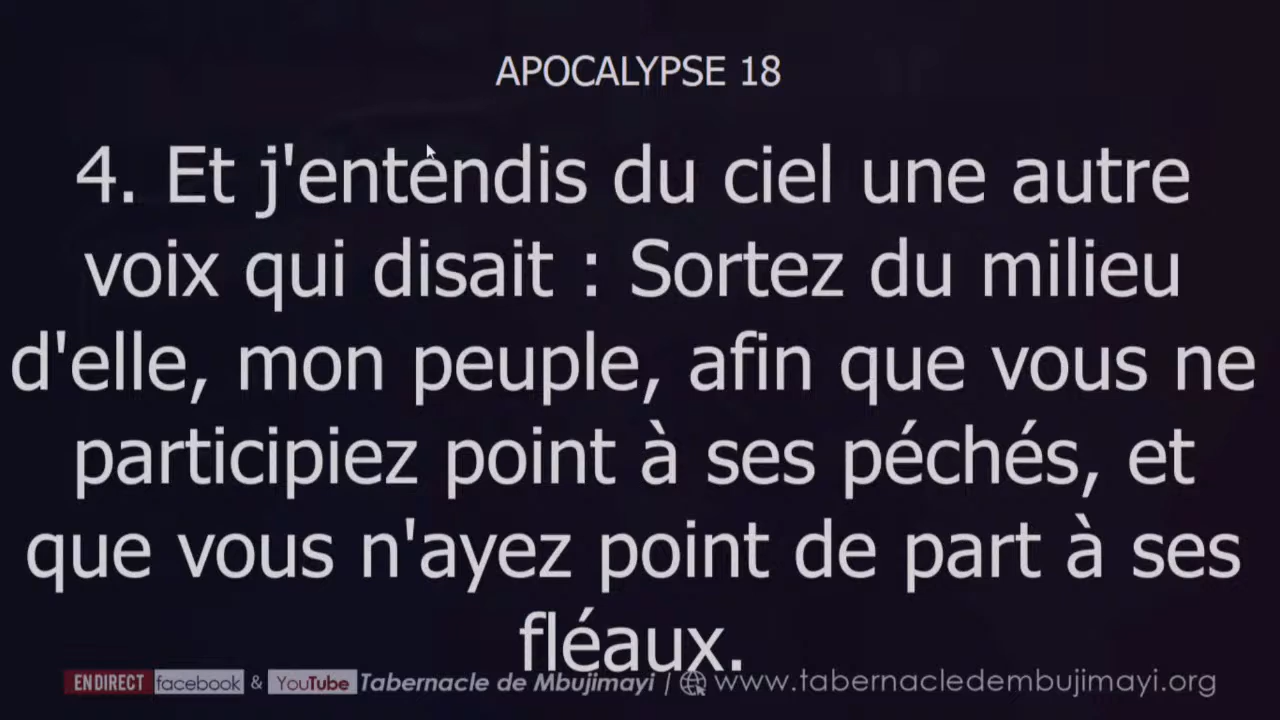 APOCALYPSE 18
4. Et j'entendis du ciel une autre
voix qui disait : Sortez du milieu
d'elle, mon peuple, afin que vous ne
participiez point à ses péchés, et
que vous n'ayez point de part à ses
fléaux.
EN DIRECT facebook & YouTube Tabernacle de Mbujimayi | www.tabernacledembujimayi.org